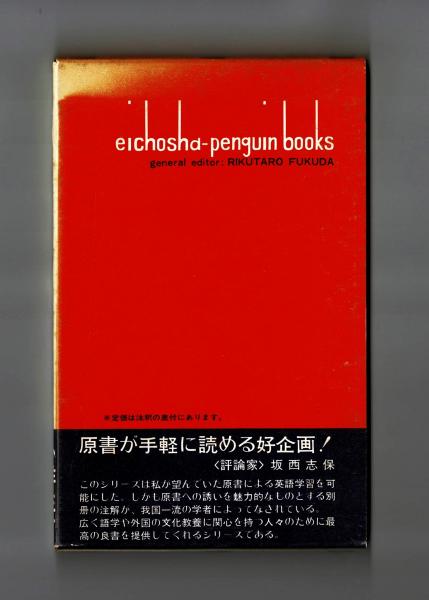 eichosha-penguin books
general editor: RIKUTARO FUKUDA
※定価は注釈の奥付にあります。
原書が手軽に読める好企画！
〈評論家〉坂西志保
このシリーズは私が望んでいた原書による英語学習を可
能にした。しかし原書への誘いを魅力的なものとする別
冊の注解が、我国一流の学者によってなされている。
広く語学や外国の文化教養に関心を持つ人々のために最
高の良書を提供してくれるシリーズである。